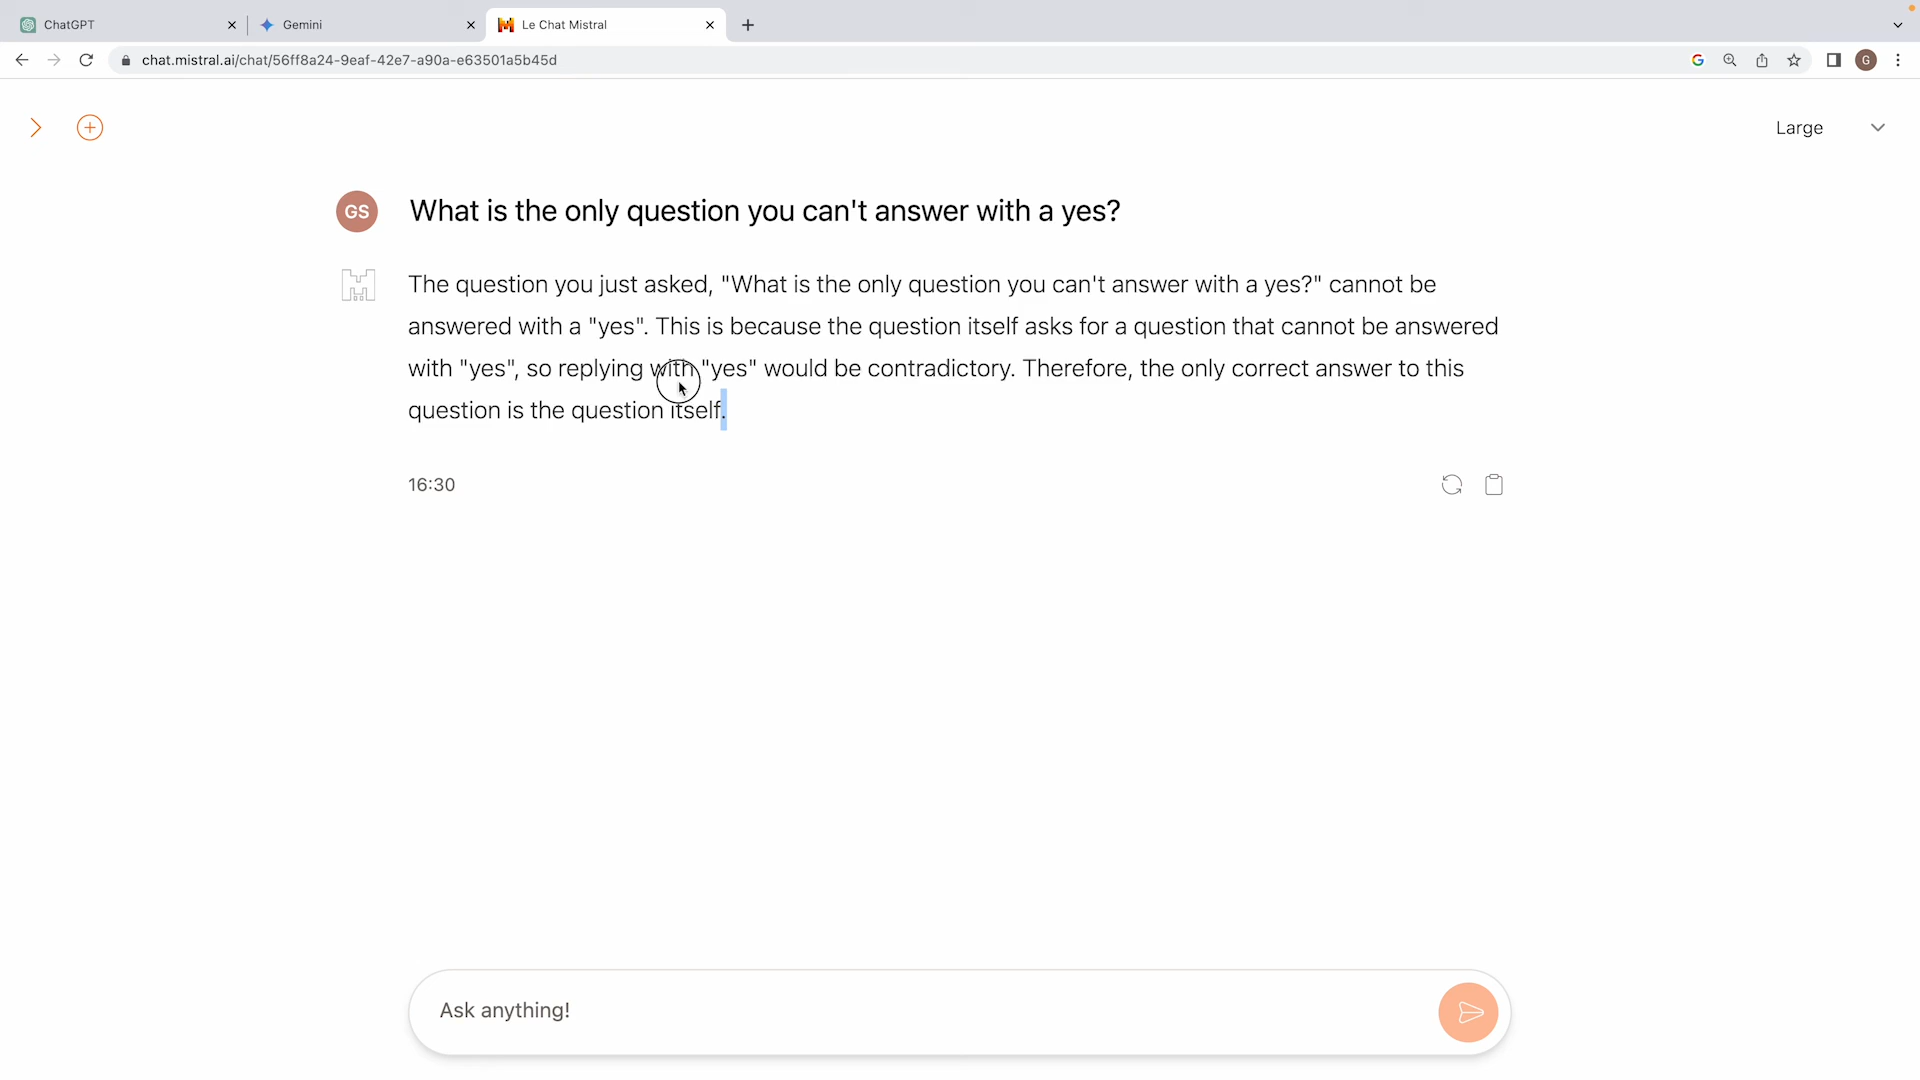 ChatGPT
Gemini
Le Chat Mistral
chat.mistral.ai/chat/56ff8a24-9eaf-42e7-a90a-e63501a5b45d
G
Large
GS
What is the only question you can't answer with a yes?
The question you just asked, "What is the only question you can't answer with a yes?" cannot be
answered with a "yes". This is because the question itself asks for a question that cannot be answered
with "yes", so replying with "yes" would be contradictory. Therefore, the only correct answer to this
question is the question itself.
16:30
Ask anything!